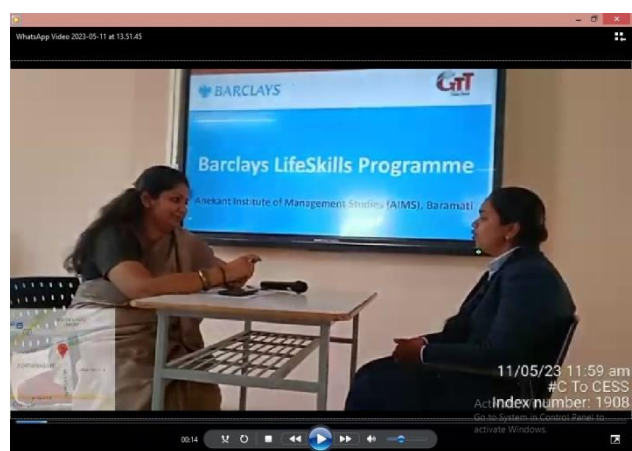 WhatsApp Video 2023-05-11 at 13.51.45
BARCLAYS
GTT
Barclays LifeSkills Programme
Anekant Institute of Management Studies (AIMS), Baramati
11/05/23 11:59 am
#C To CESS
Index number: 1908
Go to System in Control Panel to
activate Windows.
00:14